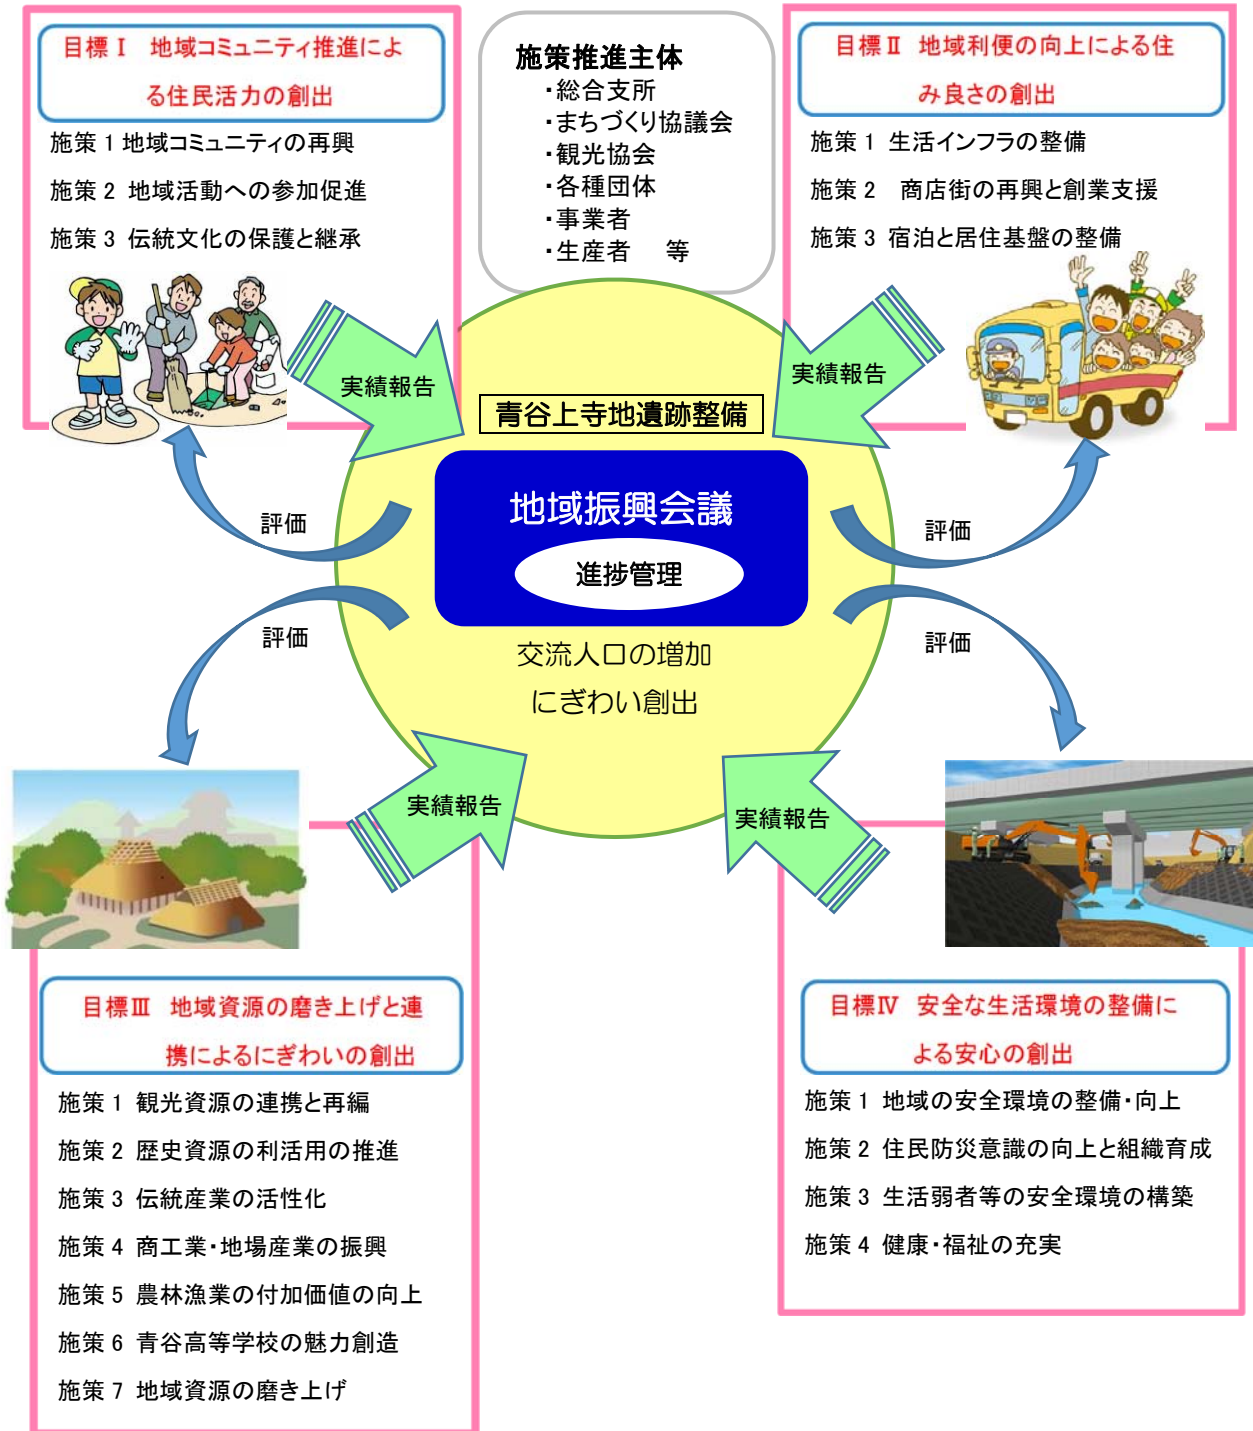 目標Ⅰ 地域コミュニティ推進によ
る住民活力の創出
施策1 地域コミュニティの再興
施策2 地域活動への参加促進
施策3 伝統文化の保護と継承
施策推進主体
・総合支所
・まちづくり協議会
・観光協会
・各種団体
・事業者
・生産者 等
目標Ⅱ 地域利便の向上による住
み良さの創出
施策1 生活インフラの整備
施策2 商店街の再興と創業支援
施策3 宿泊と居住基盤の整備
実績報告
実績報告
青谷上寺地遺跡整備
地域振興会議
進捗管理
評価
評価
評価
評価
交流人口の増加
にぎわい創出
実績報告
実績報告
目標Ⅲ 地域資源の磨き上げと連
携によるにぎわいの創出
施策1 観光資源の連携と再編
施策2 歴史資源の利活用の推進
施策3 伝統産業の活性化
施策4 商工業・地場産業の振興
施策5 農林漁業の付加価値の向上
施策6 青谷高等学校の魅力創造
施策7 地域資源の磨き上げ
目標Ⅳ 安全な生活環境の整備に
よる安心の創出
施策1 地域の安全環境の整備・向上
施策2 住民防災意識の向上と組織育成
施策3 生活弱者等の安全環境の構築
施策4 健康・福祉の充実